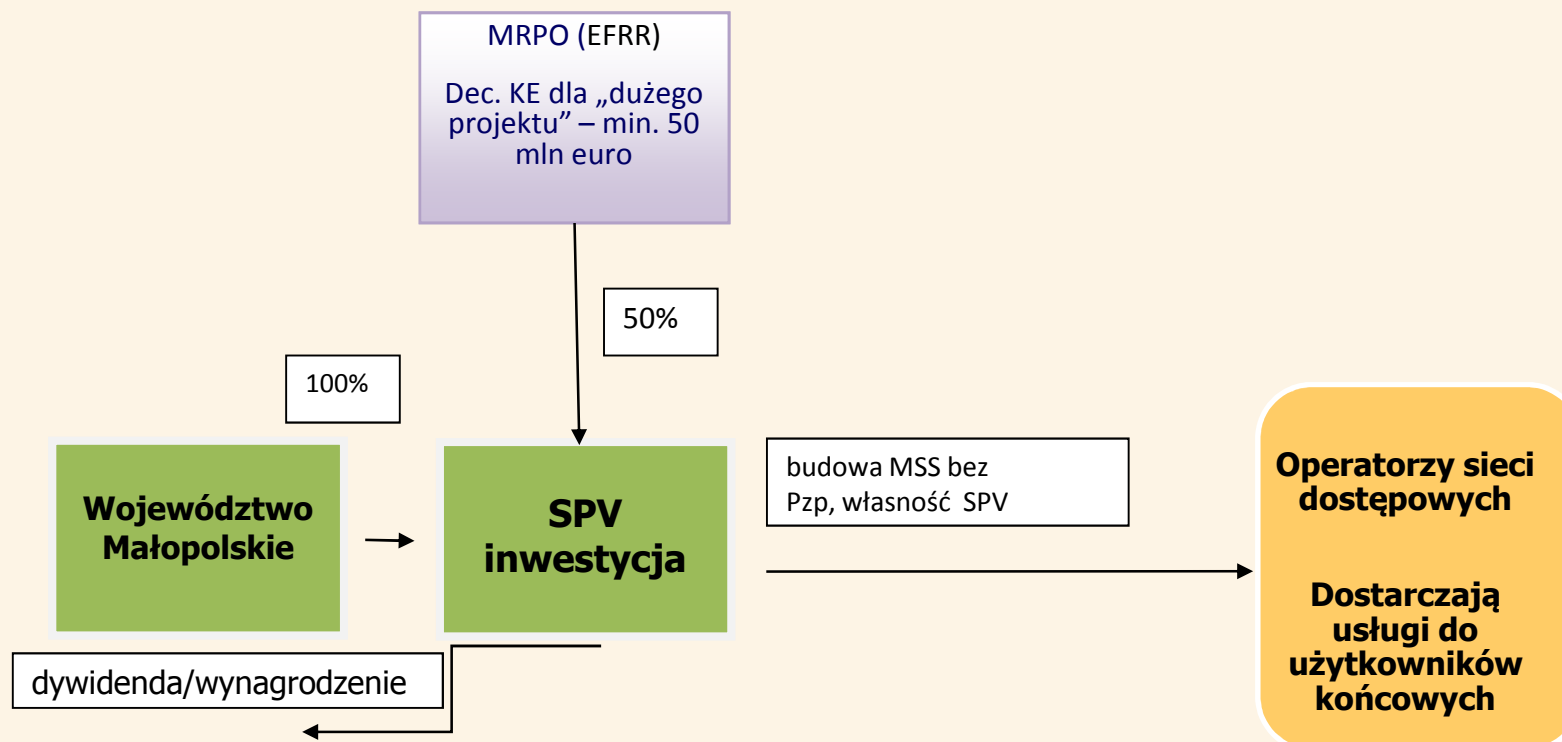 MRPO (EFRR)
Dec. KE dla „dużego
projektu” – min. 50
mln euro
50%
100%
Województwo
Małopolskie
SPV
inwestycja
budowa MSS bez
Pzp, własność SPV
Operatorzy sieci
dostępowych
Dostarczają
usługi do
użytkowników
końcowych
dywidenda/wynagrodzenie